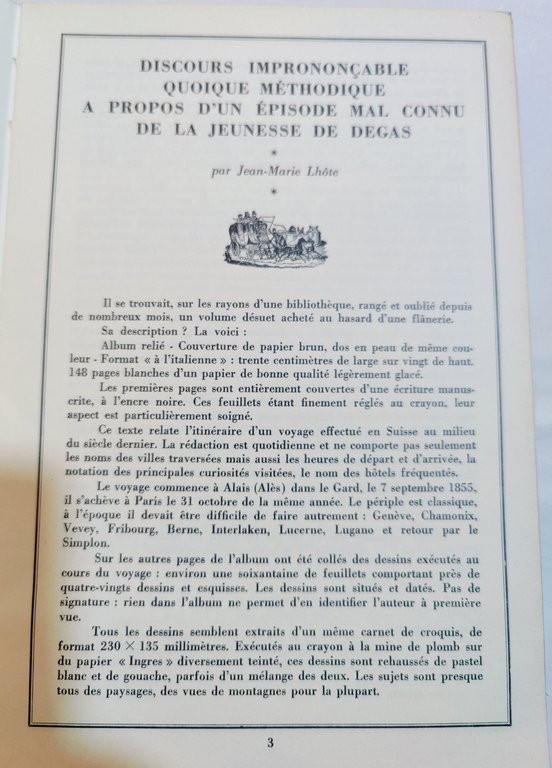 DISCOURS IMPRONONÇABLE
QUOIQUE MÉTHODIQUE
A PROPOS D'UN ÉPISODE MAL CONNU
DE LA JEUNESSE DE DEGAS
*
par Jean-Marie Lhôte
*
Il se trouvait, sur les rayons d'une bibliothèque, rangé et oublié depuis
de nombreux mois, un volume désuet acheté au hasard d'une flânerie.
Sa description ? La voici :
Album relié - Couverture de papier brun, dos en peau de même cou-
leur - Format « à l'italienne » : trente centimètres de large sur vingt de haut.
148 pages blanches d'un papier de bonne qualité légèrement glacé.
Les premières pages sont entièrement couvertes d'une écriture manus-
crite, à l'encre noire. Ces feuillets étant finement réglés au crayon, leur
aspect est particulièrement soigné.
Ce texte relate l'itinéraire d'un voyage effectué en Suisse au milieu
du siècle dernier. La rédaction est quotidienne et ne comporte pas seulement
les noms des villes traversées mais aussi les heures de départ et d'arrivée, la
notation des principales curiosités visitées, le nom des hôtels fréquentés.
Le voyage commence à Alais (Alès) dans le Gard, le 7 septembre 1855,
il s'achève à Paris le 31 octobre de la même année. Le périple est classique,
à l'époque il devait être difficile de faire autrement : Genève, Chamonix,
Vevey, Fribourg, Berne, Interlaken, Lucerne, Lugano et retour par le
Simplon.
Sur les autres pages de l'album ont été collés des dessins exécutés au
cours du voyage : environ une soixantaine de feuillets comportant près de
quatre-vingts dessins et esquisses. Les dessins sont situés et datés. Pas de
signature : rien dans l'album ne permet d'en identifier l'auteur à première
vue.
Tous les dessins semblent extraits d'un même carnet de croquis, de
format 230 × 135 millimètres. Exécutés au crayon à la mine de plomb sur
du papier « Ingres » diversement teinté, ces dessins sont rehaussés de pastel
blanc et de gouache, parfois d'un mélange des deux. Les sujets sont presque
tous des paysages, des vues de montagnes pour la plupart.
3